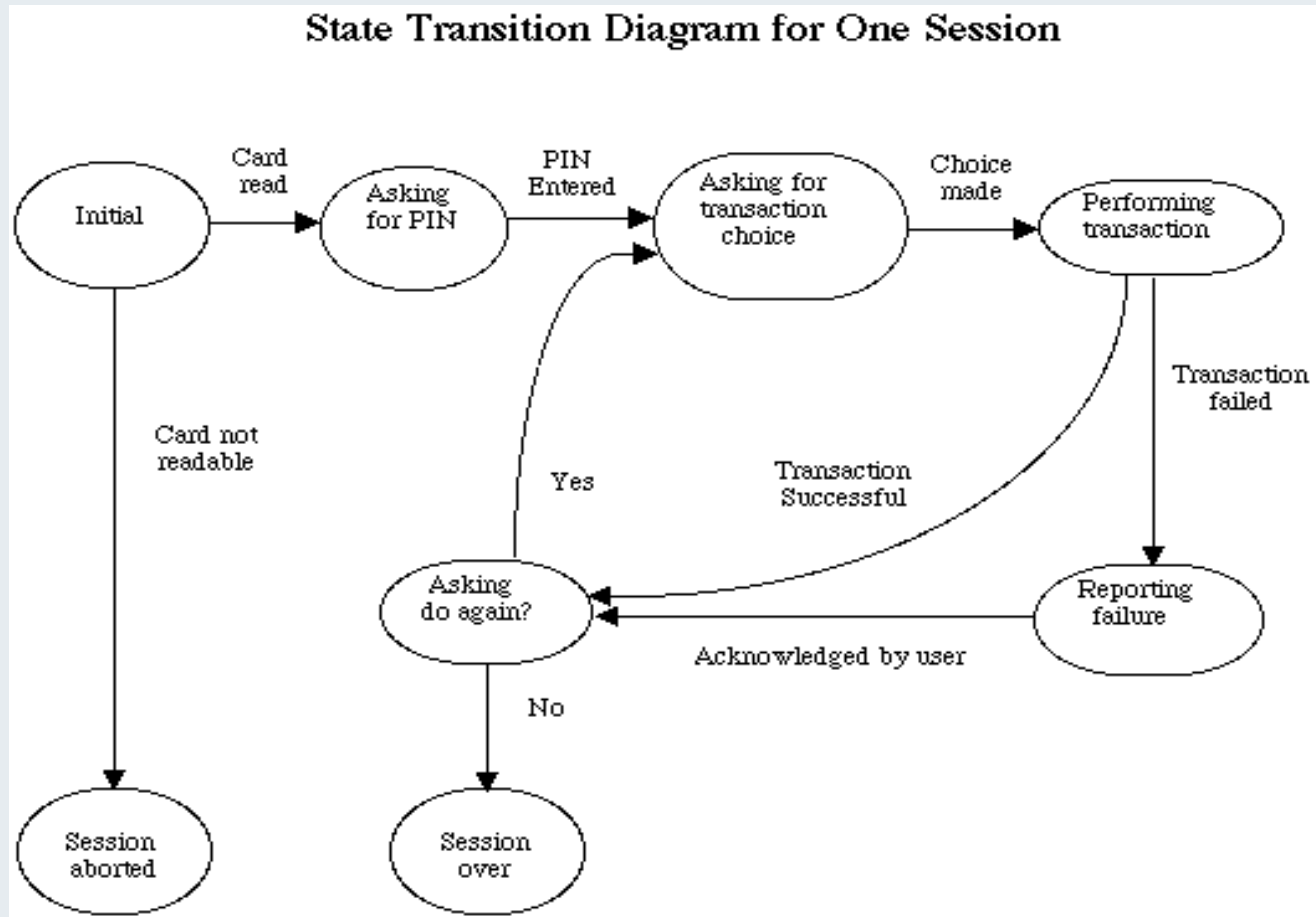 State Transition Diagram for One Session
Card
read
PIN
Entered
Choice
made
Initial
Asking
for PIN
Asking for
transaction
choice
Performing
transaction
Card not
readable
Yes
Transaction
Successful
Transaction
failed
Asking
do again?
Reporting
failure
Acknowledged by user
No
Session
aborted
Session
over